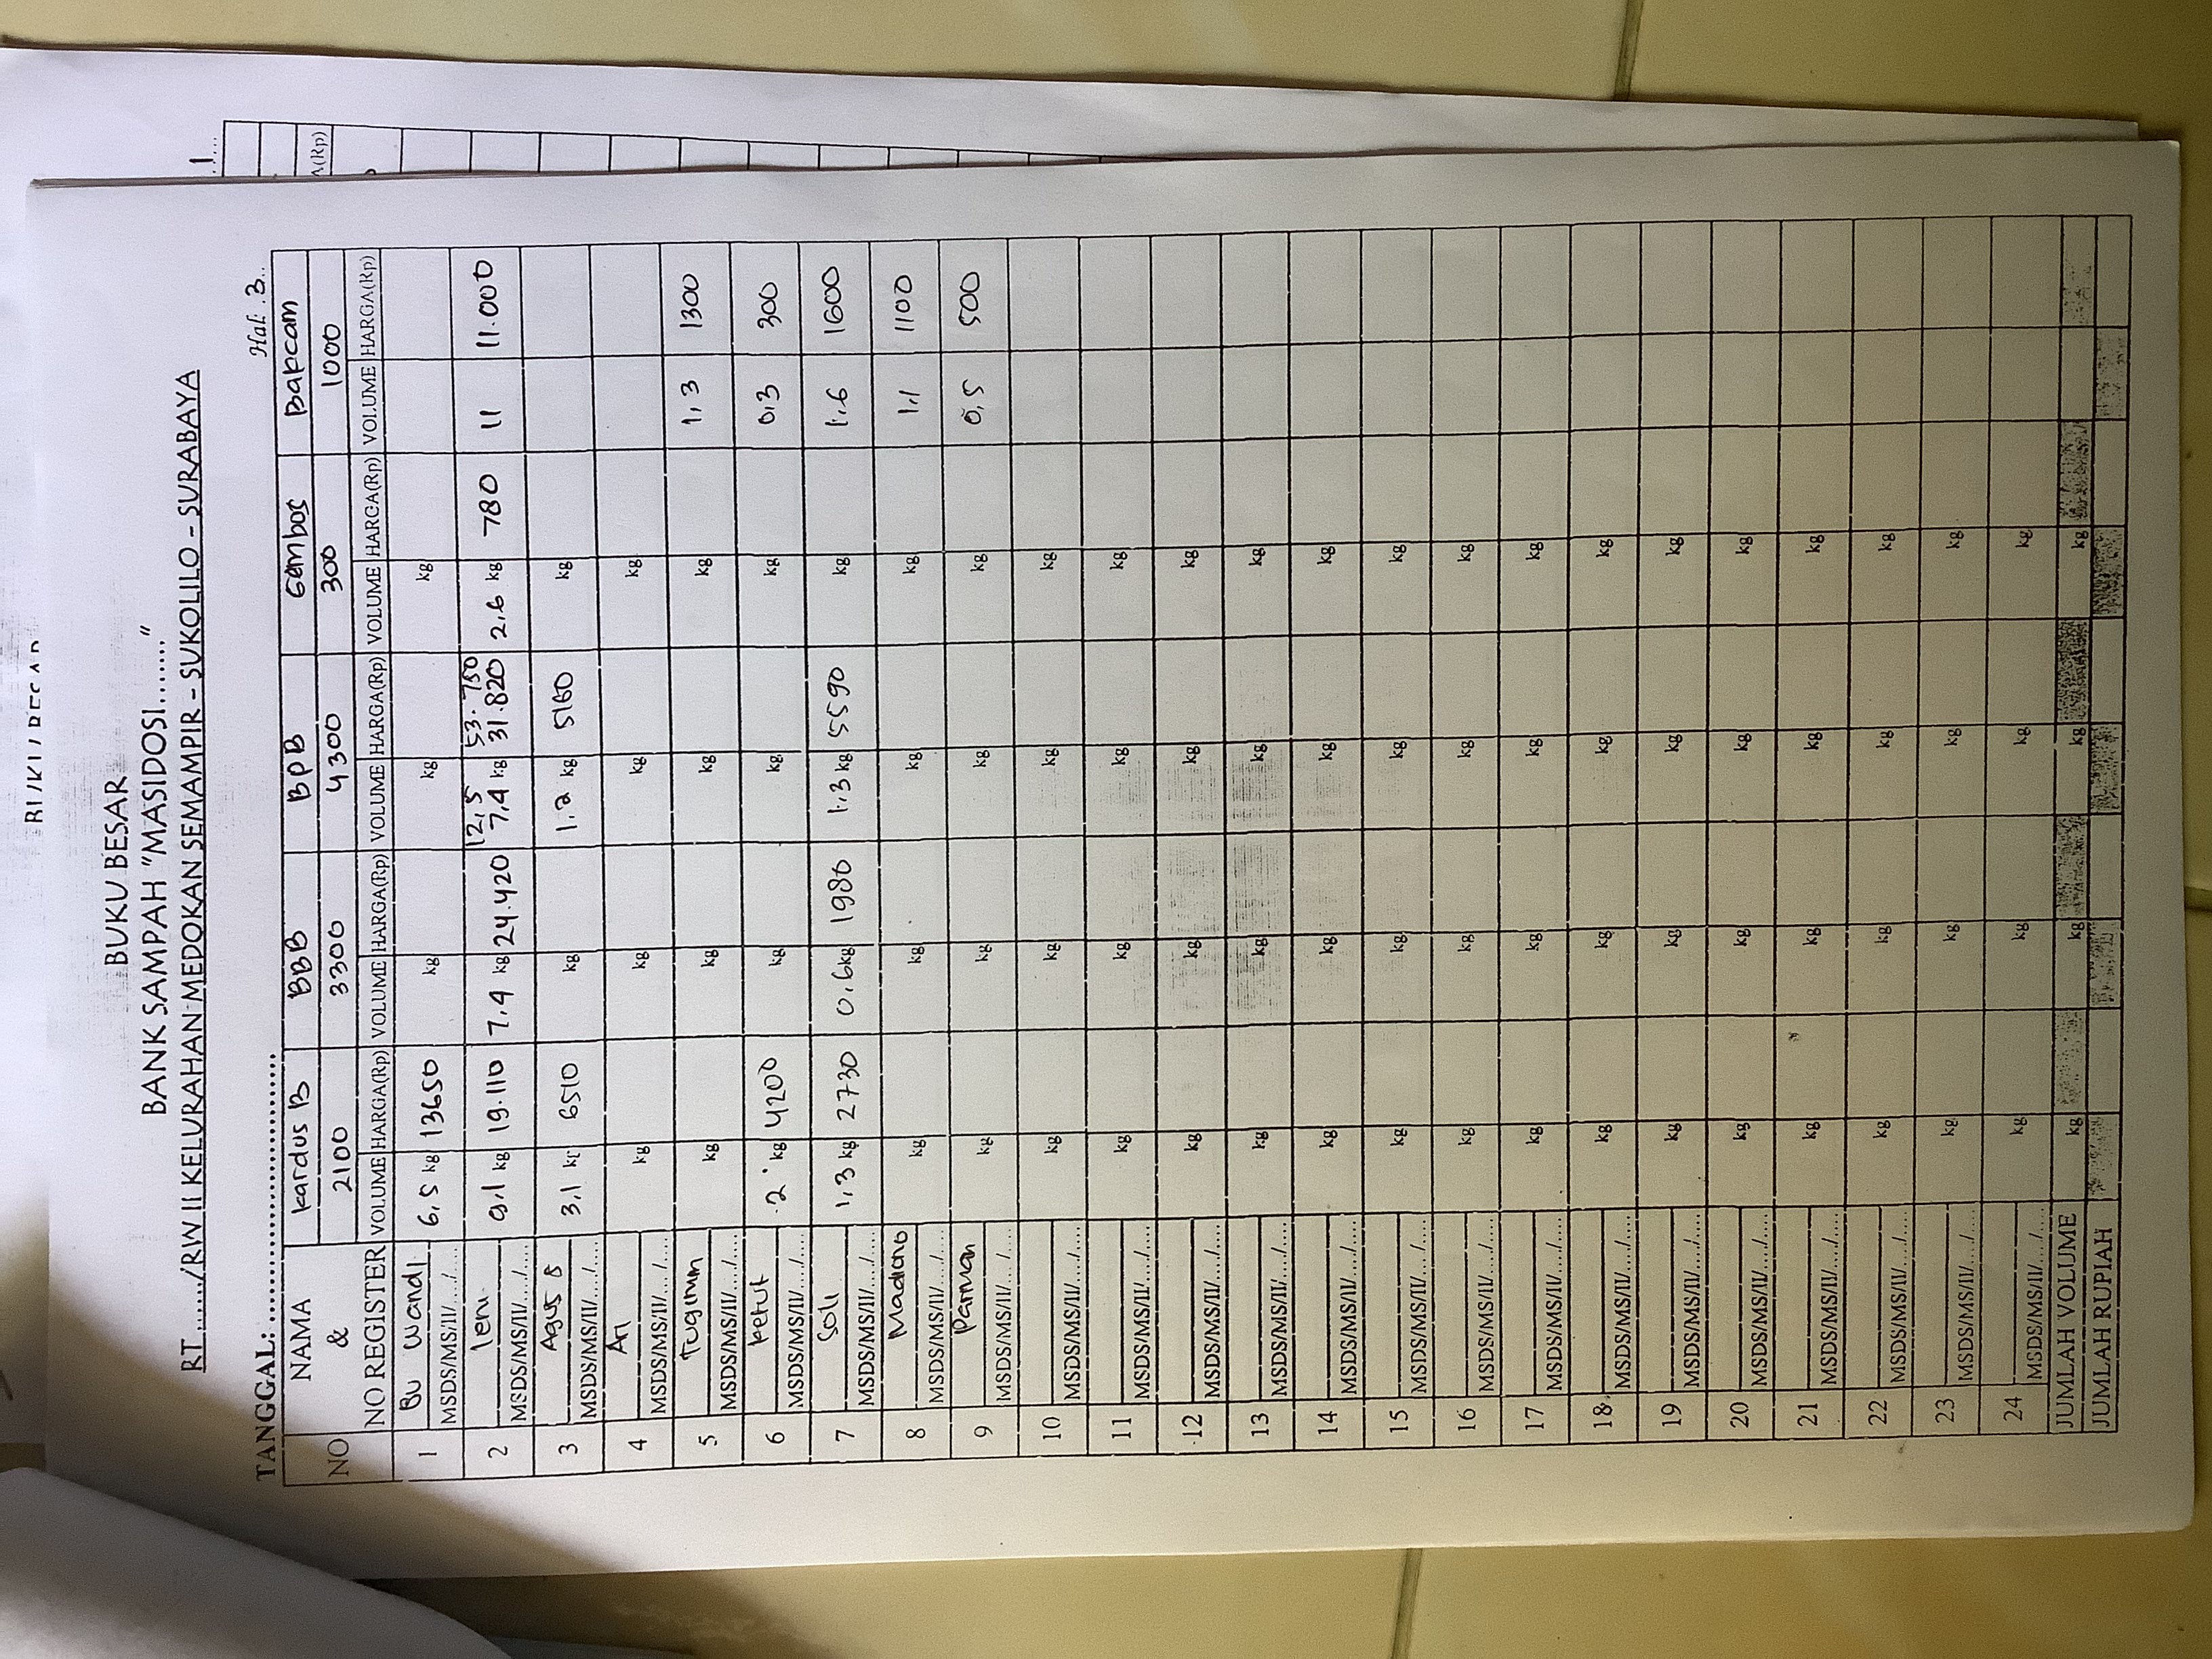 BUKU BESAR
BUKU BESAR
BANK SAMPAH "MASIDOSI......."
RT ....../RW II KELURAHAN MEDOKAN SEMAMPIR - SUKOLILO - SURABAYA
TANGGAL: .............................
Hal: .3..
NO NAMA & NO REGISTER kardus B BBB BPB Gembos Bakcam
2100 3300 4300 300 1000
VOLUME HARGA(Rp) VOLUME HARGA(Rp) VOLUME HARGA(Rp) VOLUME HARGA(Rp) VOLUME HARGA(Rp)
1 Bu Wandi 6,5 kg 13650 kg kg kg
MSDS/MS/II/..../....
12,5 53.750
2 leni 9,1 kg 19.110 7,4 kg 24.420 7,4 kg 31.820 2,6 kg 780 11 11.000
MSDS/MS/II/..../....
3 Agus B 3,1 kg 6510 kg 1,2 kg 5160 kg
MSDS/MS/II/..../....
4 Ari kg kg kg kg
MSDS/MS/II/..../....
5 Tugimin kg kg kg kg 1,3 1300
MSDS/MS/II/..../....
6 ketut 2 kg 4200 kg kg kg 0,3 300
MSDS/MS/II/..../....
7 Soli 1,3 kg 2730 0,6 kg 1980 1,3 kg 5590 kg 1,6 1600
MSDS/MS/II/..../....
8 Madiono kg kg kg kg 1,1 1100
MSDS/MS/II/..../....
9 Parman kg kg kg kg 0,5 500
MSDS/MS/II/..../....
10 kg kg kg kg
MSDS/MS/II/..../....
11 kg kg kg kg
MSDS/MS/II/..../....
12 kg kg kg kg
MSDS/MS/II/..../....
13 kg kg kg kg
MSDS/MS/II/..../....
14 kg kg kg kg
MSDS/MS/II/..../....
15 kg kg kg kg
MSDS/MS/II/..../....
16 kg kg kg kg
MSDS/MS/II/..../....
17 kg kg kg kg
MSDS/MS/II/..../....
18 kg kg kg kg
MSDS/MS/II/..../....
19 kg kg kg kg
MSDS/MS/II/..../....
20 kg kg kg kg
MSDS/MS/II/..../....
21 kg kg kg kg
MSDS/MS/II/..../....
22 kg kg kg kg
MSDS/MS/II/..../....
23 kg kg kg kg
MSDS/MS/II/..../....
24 kg kg kg kg
MSDS/MS/II/..../....
JUMLAH VOLUME kg kg kg kg
JUMLAH RUPIAH